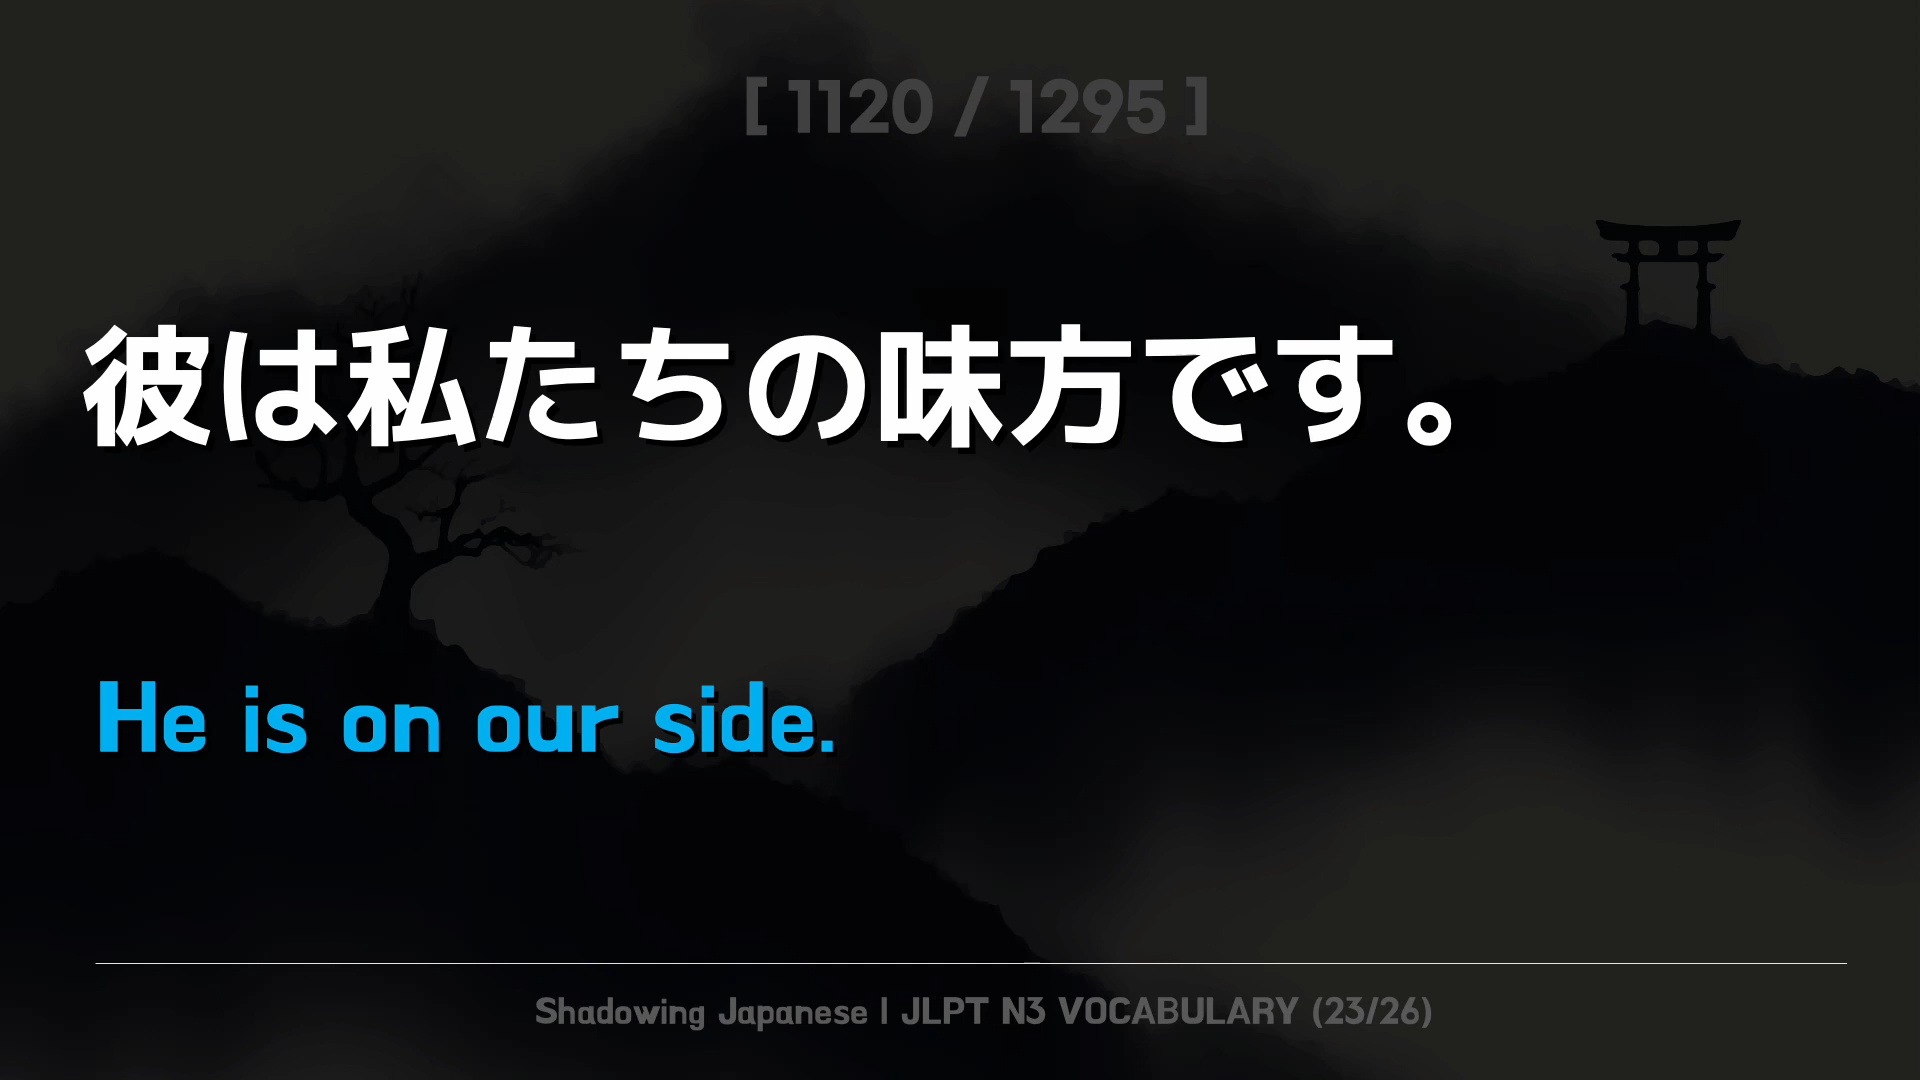 [ 1120 / 1295 ]
彼は私たちの味方です。
He is on our side.
Shadowing Japanese | JLPT N3 VOCABULARY (23/26)